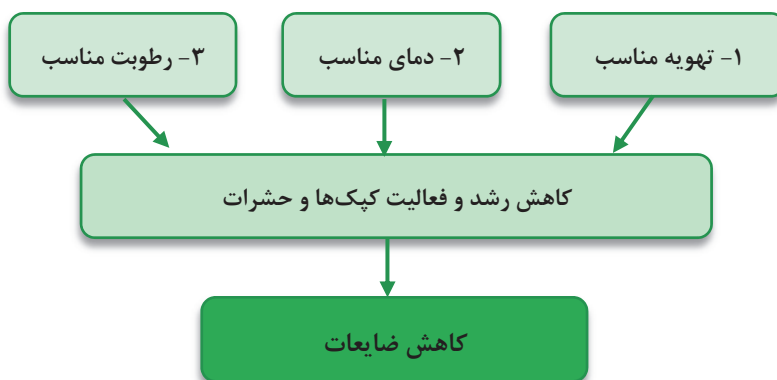 ۱- تهویه مناسب
۲- دمای مناسب
۳- رطوبت مناسب
کاهش رشد و فعالیت کپک‌ها و حشرات
کاهش ضایعات